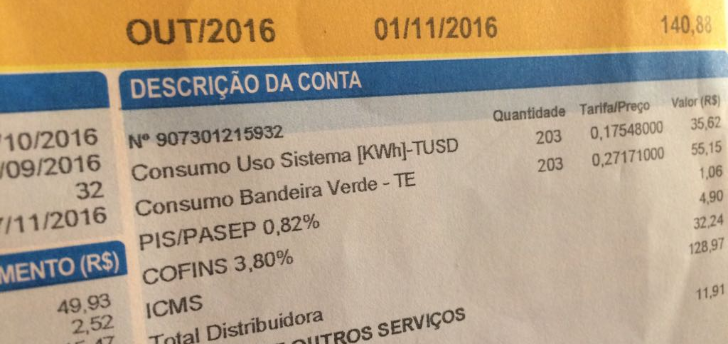 OUT/2016 01/11/2016 140,88
DESCRIÇÃO DA CONTA
Quantidade Tarifa/Preço Valor (R$)
Nº 907301215932
Consumo Uso Sistema [KWh]-TUSD 203 0,17548000 35,62
Consumo Bandeira Verde - TE 203 0,27171000 55,15
PIS/PASEP 0,82% 1,06
COFINS 3,80% 4,90
ICMS 32,24
Total Distribuidora 128,97
OUTROS SERVIÇOS 11,91
/10/2016
/09/2016
32
/11/2016
MENTO (R$)
49,93
2,52